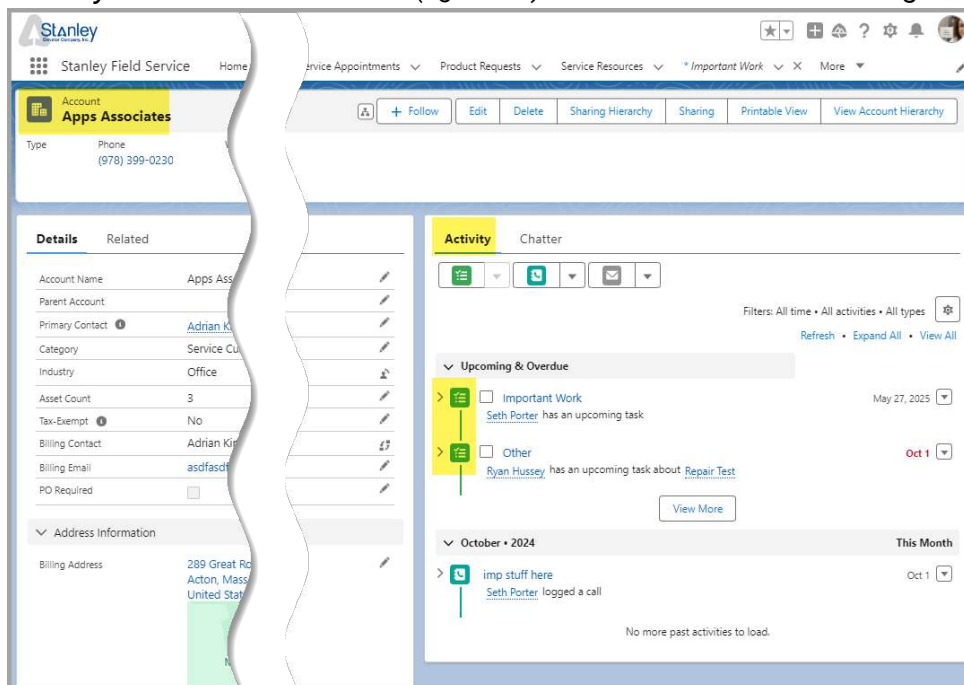 Stanley
Stanley Field Service Home ervice Appointments Product Requests Service Resources * Important Work More
Account
Apps Associates
+ Follow Edit Delete Sharing Hierarchy Sharing Printable View View Account Hierarchy
Type Phone
(978) 399-0230
Details Related
Account Name Apps Ass
Parent Account
Primary Contact Adrian K
Category Service Cu
Industry Office
Asset Count 3
Tax-Exempt No
Billing Contact Adrian Kin
Billing Email asdfasdf
PO Required
Address Information
Billing Address 289 Great Ro
Acton, Mass
United Stat
Activity Chatter
Filters: All time • All activities • All types
Refresh • Expand All • View All
Upcoming & Overdue
Important Work May 27, 2025
Seth Porter has an upcoming task
Other Oct 1
Ryan Hussey has an upcoming task about Repair Test
View More
October • 2024 This Month
imp stuff here Oct 1
Seth Porter logged a call
No more past activities to load.